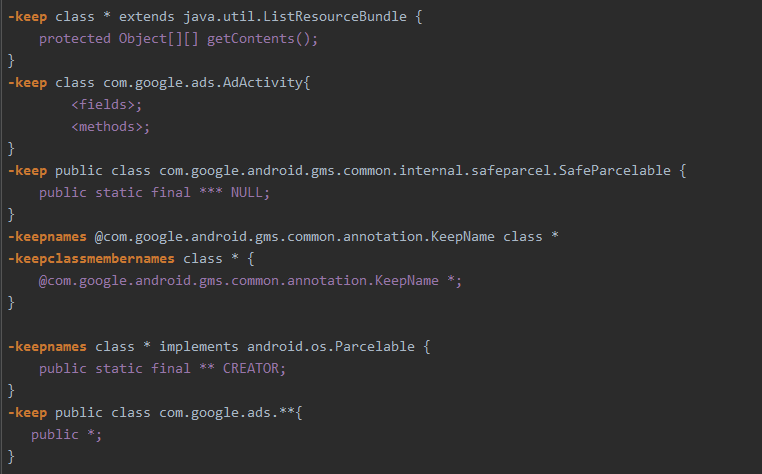 -keep class * extends java.util.ListResourceBundle {
    protected Object[][] getContents();
}
-keep class com.google.ads.AdActivity{
        <fields>;
        <methods>;
}
-keep public class com.google.android.gms.common.internal.safeparcel.SafeParcelable {
    public static final *** NULL;
}
-keepnames @com.google.android.gms.common.annotation.KeepName class *
-keepclassmembernames class * {
    @com.google.android.gms.common.annotation.KeepName *;
}

-keepnames class * implements android.os.Parcelable {
    public static final ** CREATOR;
}
-keep public class com.google.ads.**{
   public *;
}